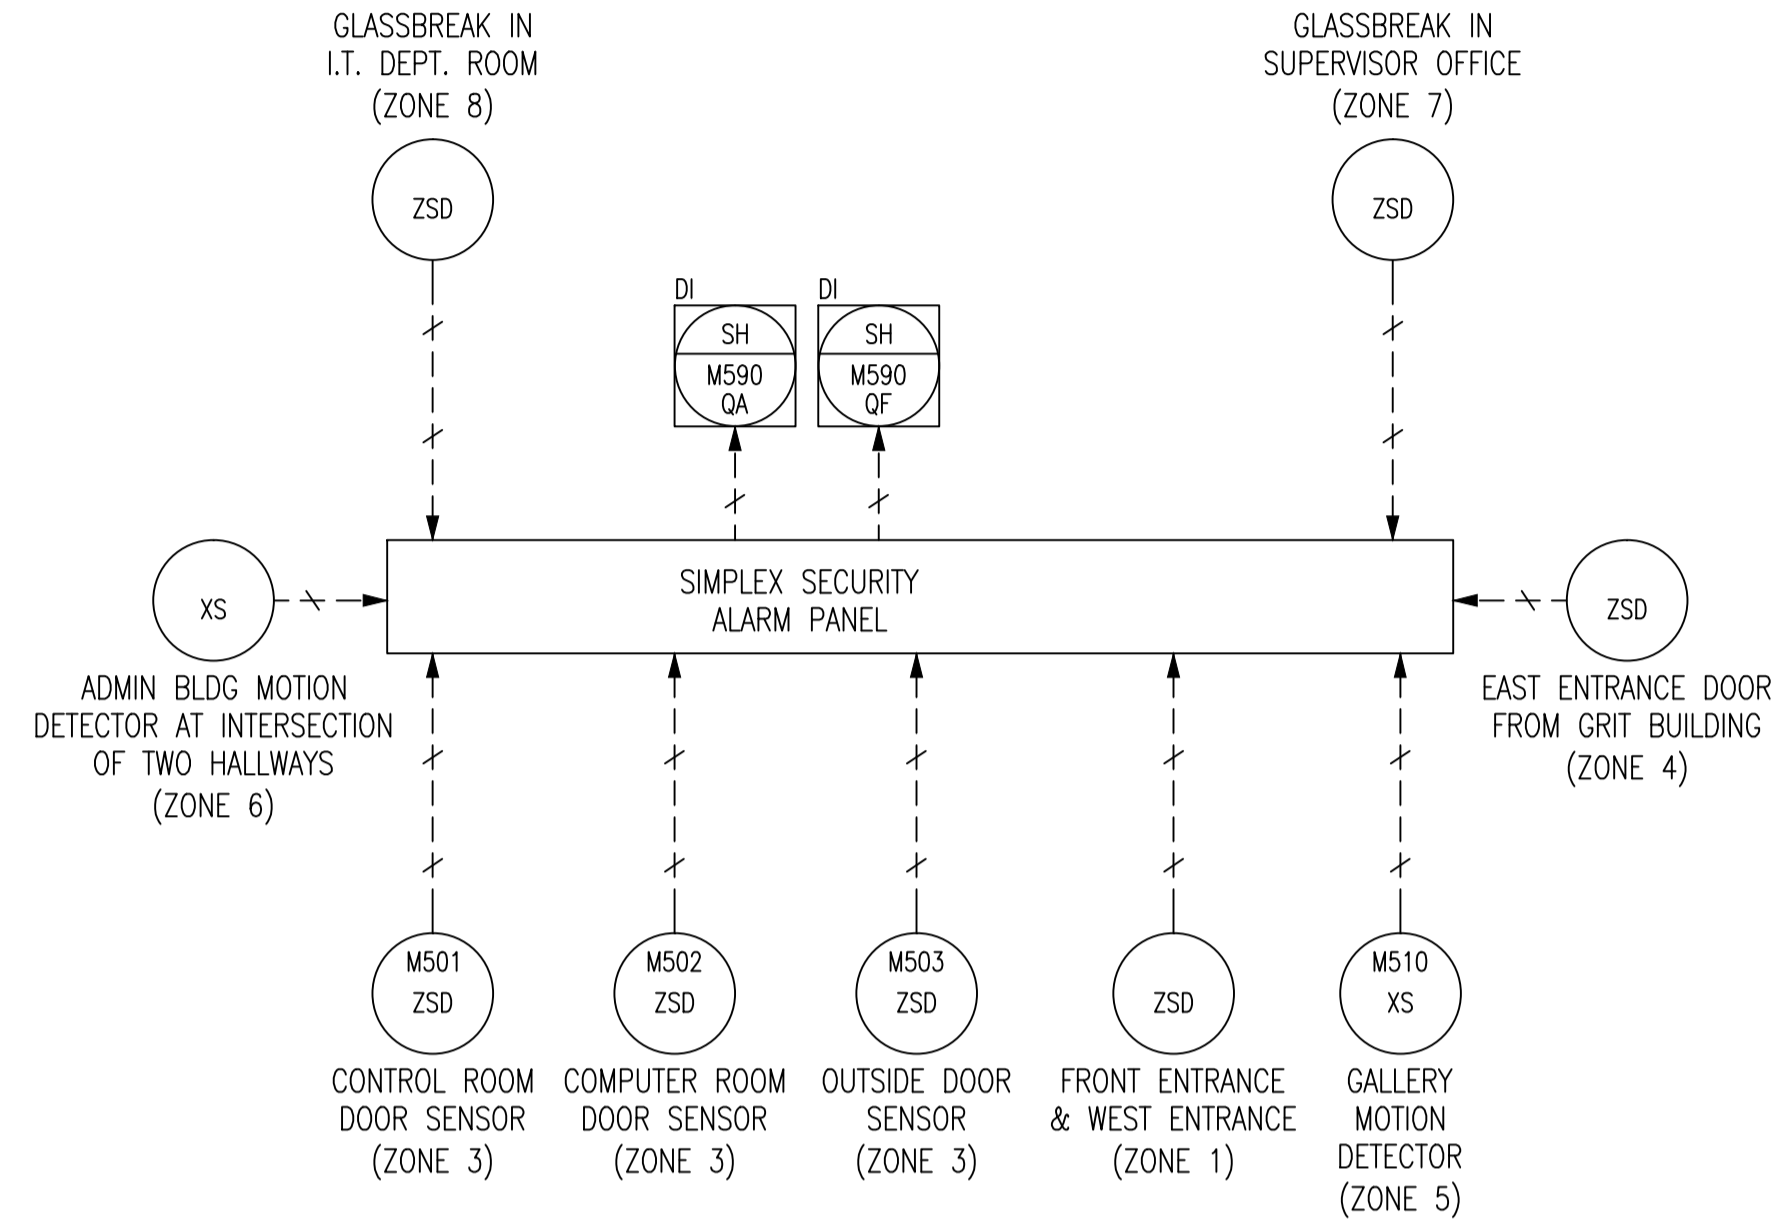 GLASSBREAK IN
I.T. DEPT. ROOM
(ZONE 8)
ZSD
GLASSBREAK IN
SUPERVISOR OFFICE
(ZONE 7)
ZSD
DI
SH
M590
QA
DI
SH
M590
QF
SIMPLEX SECURITY
ALARM PANEL
XS
ADMIN BLDG MOTION
DETECTOR AT INTERSECTION
OF TWO HALLWAYS
(ZONE 6)
ZSD
EAST ENTRANCE DOOR
FROM GRIT BUILDING
(ZONE 4)
M501
ZSD
CONTROL ROOM
DOOR SENSOR
(ZONE 3)
M502
ZSD
COMPUTER ROOM
DOOR SENSOR
(ZONE 3)
M503
ZSD
OUTSIDE DOOR
SENSOR
(ZONE 3)
ZSD
FRONT ENTRANCE
& WEST ENTRANCE
(ZONE 1)
M510
XS
GALLERY
MOTION
DETECTOR
(ZONE 5)